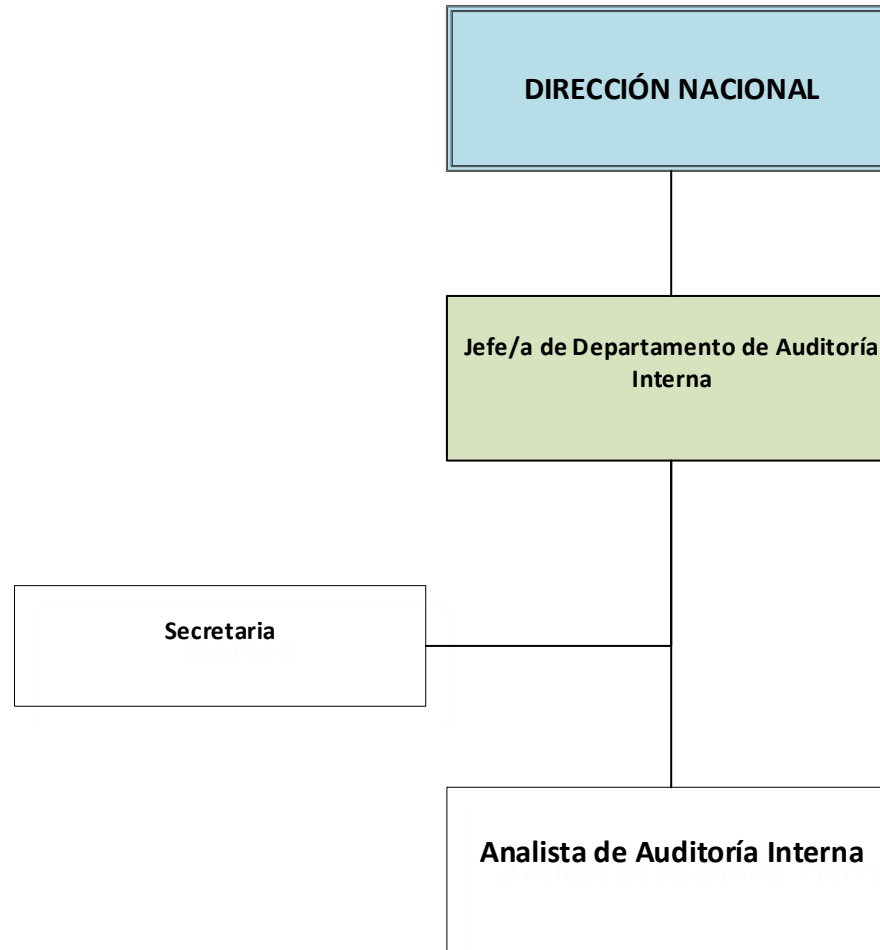 DIRECCIÓN NACIONAL
Jefe/a de Departamento de Auditoría
Interna
Secretaria
Analista de Auditoría Interna